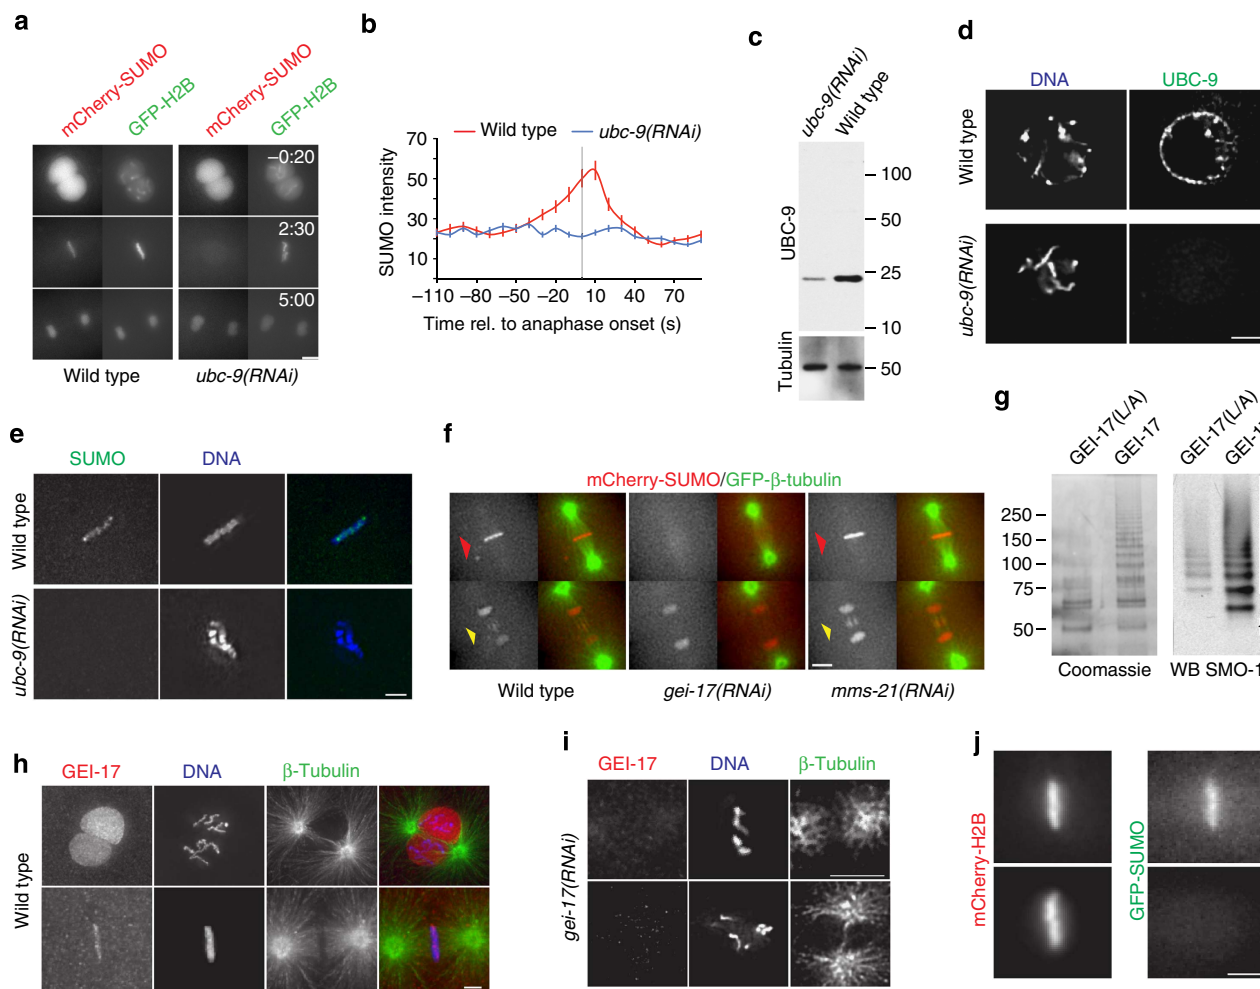 a
mCherry-SUMO
GFP-H2B
mCherry-SUMO
GFP-H2B
–0:20
2:30
5:00
Wild type
ubc-9(RNAi)
b
Wild type
ubc-9(RNAi)
SUMO intensity
70
50
30
10
–110 –80 –50 –20 10 40 70
Time rel. to anaphase onset (s)
c
ubc-9(RNAi)
Wild type
UBC-9
100
50
25
10
Tubulin
50
d
DNA
UBC-9
Wild type
ubc-9(RNAi)
e
SUMO
DNA
Wild type
ubc-9(RNAi)
f
mCherry-SUMO/GFP-β-tubulin
Wild type
gei-17(RNAi)
mms-21(RNAi)
g
GEI-17(L/A)
GEI-17
GEI-17(L/A)
250
150
100
75
50
Coomassie
WB SMO-1
h
GEI-17
DNA
β-Tubulin
Wild type
i
GEI-17
DNA
β-Tubulin
gei-17(RNAi)
j
mCherry-H2B
GFP-SUMO